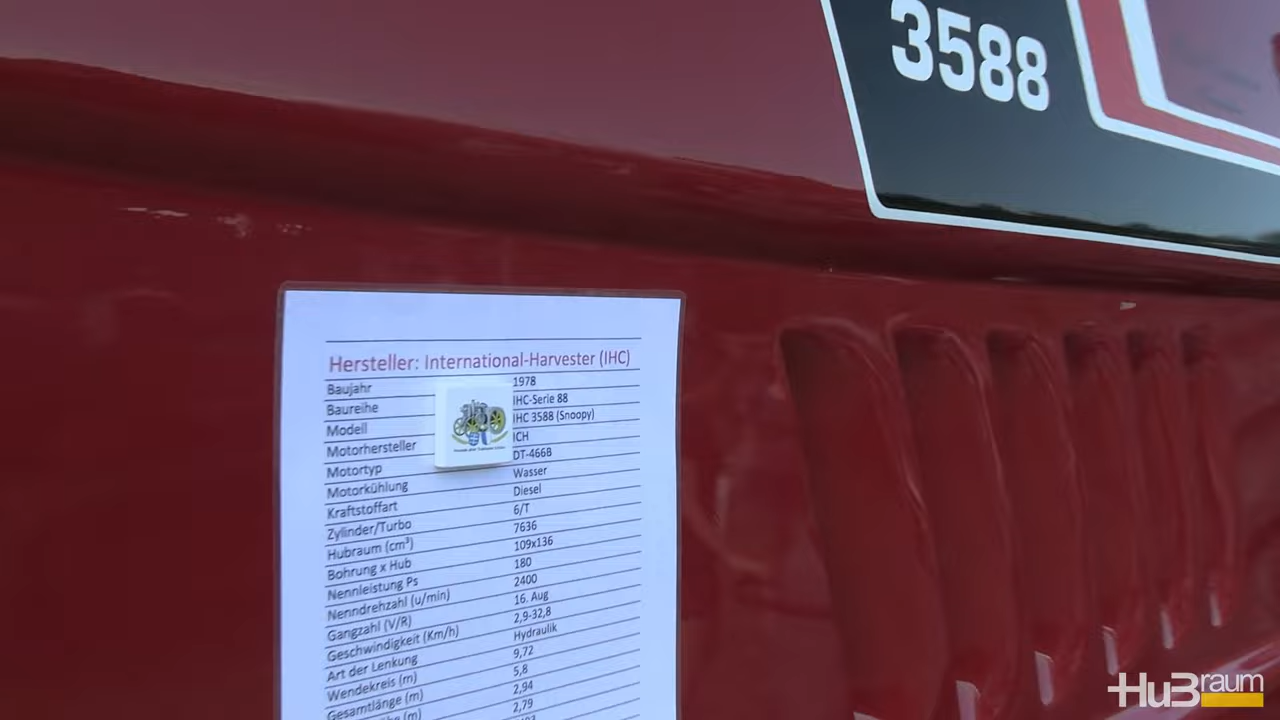 3588
Hersteller: International-Harvester (IHC)
Baujahr 1978
Baureihe IHC-Serie 88
Modell IHC 3588 (Snoopy)
Motorhersteller ICH
Motortyp DT-466B
Motorkühlung Wasser
Kraftstoffart Diesel
Zylinder/Turbo 6/T
Hubraum (cm³) 7636
Bohrung x Hub 109x136
Nennleistung Ps 180
Nenndrehzahl (u/min) 2400
Gangzahl (V/R) 16. Aug
Geschwindigkeit (Km/h) 2,9-32,8
Art der Lenkung Hydraulik
Wendekreis (m) 9,72
Gesamtlänge (m) 5,8
2,94
2,79
HuBraum